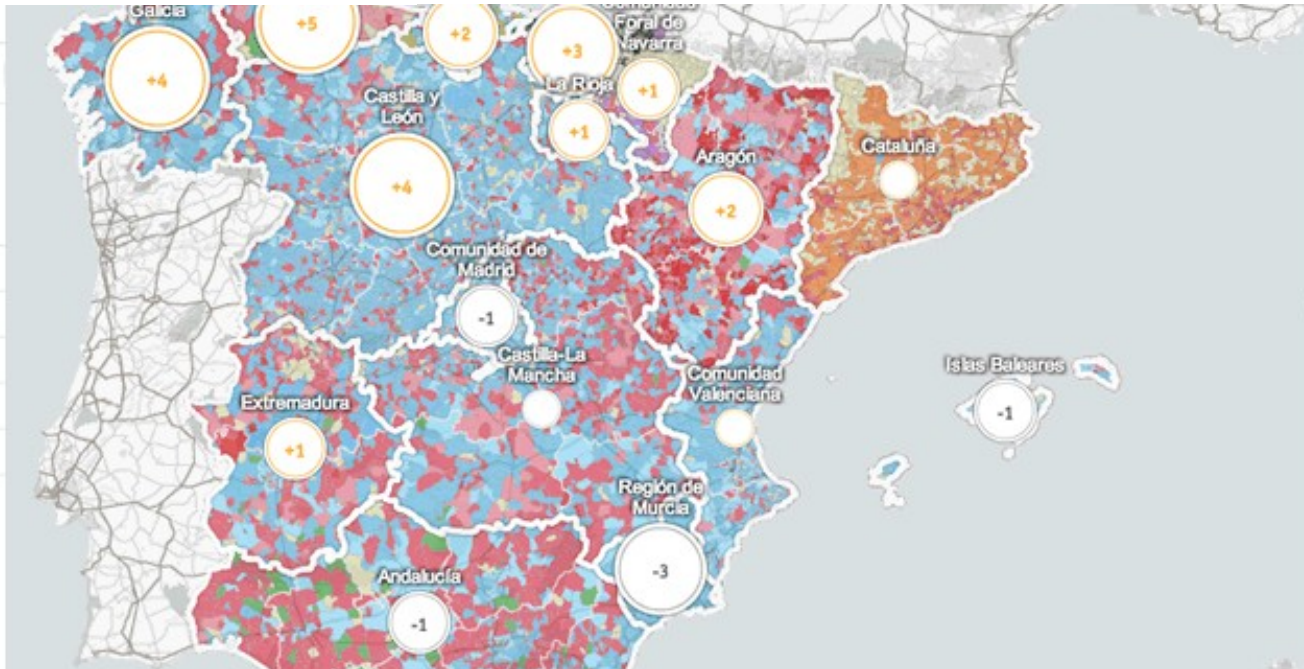 Galicia
+4
+5
+2
+3
Comunidad
Foral de
Navarra
+1
La Rioja
+1
Castilla y
León
+4
Aragón
+2
Cataluña
Comunidad de
Madrid
-1
Castilla-La
Mancha
Comunidad
Valenciana
Islas Baleares
-1
Extremadura
+1
Región de
Murcia
-3
Andalucía
-1